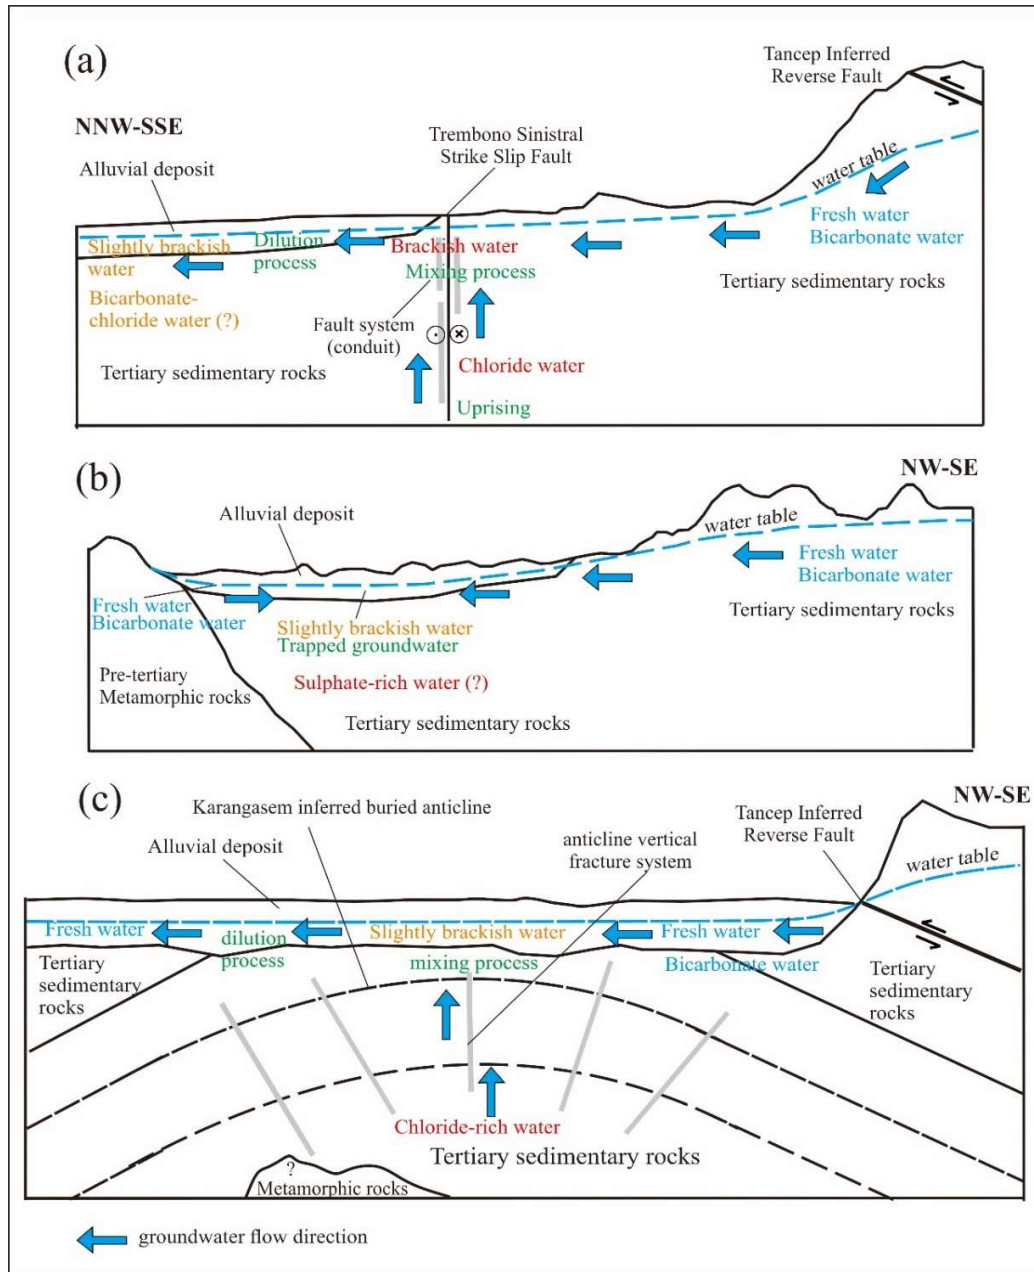 (a)
Tancep Inferred
Reverse Fault
NNW-SSE
Trembono Sinistral
Strike Slip Fault
Alluvial deposit
water table
Fresh water
Bicarbonate water
Slightly brackish
water
Dilution
process
Brackish water
Mixing process
Tertiary sedimentary rocks
Bicarbonate-
chloride water (?)
Fault system
(conduit)
Tertiary sedimentary rocks
Chloride water
Uprising
(b)
NW-SE
Alluvial deposit
water table
Fresh water
Bicarbonate water
Fresh water
Bicarbonate water
Tertiary sedimentary rocks
Slightly brackish water
Trapped groundwater
Pre-tertiary
Metamorphic rocks
Sulphate-rich water (?)
Tertiary sedimentary rocks
(c)
NW-SE
Karangasem inferred buried anticline
Tancep Inferred
Reverse Fault
Alluvial deposit
anticline vertical
fracture system
water table
Fresh water
dilution
process
Slightly brackish water
Fresh water
mixing process
Bicarbonate water
Tertiary
sedimentary
rocks
Tertiary
sedimentary
rocks
Chloride-rich water
Tertiary sedimentary rocks
?
Metamorphic rocks
groundwater flow direction